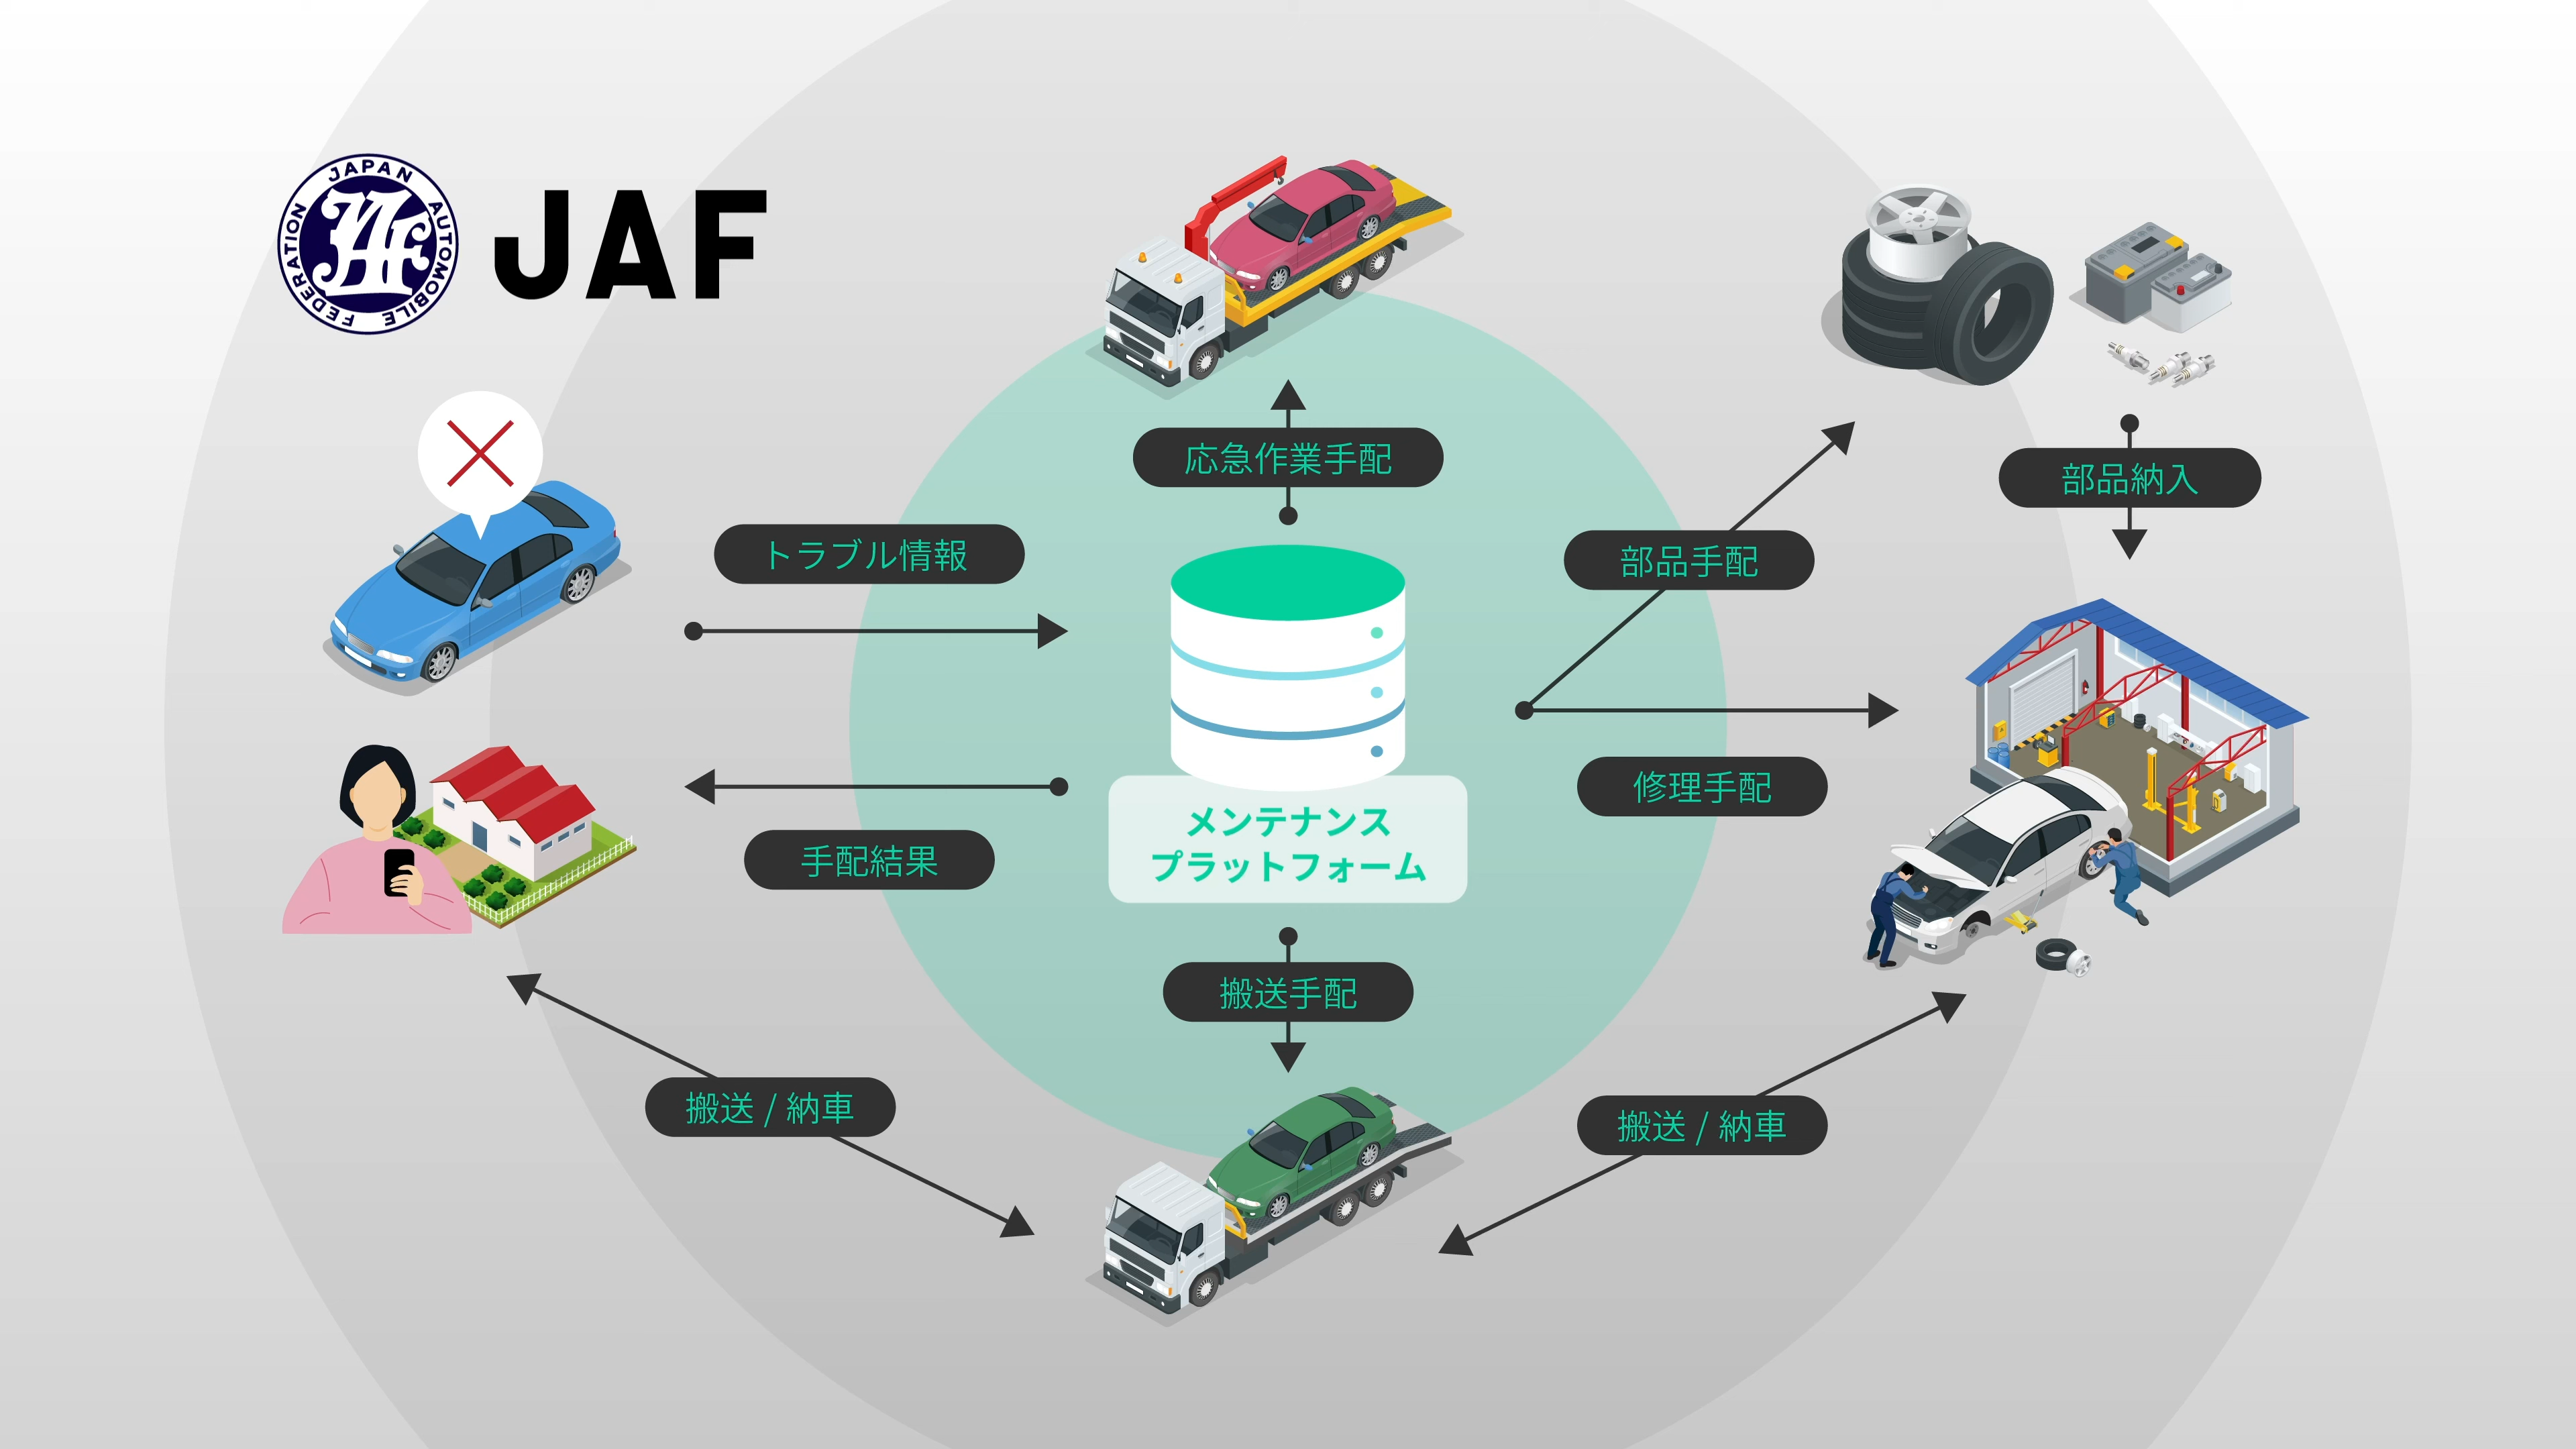 JAPAN AUTOMOBILE FEDERATION
JAF
JAF
応急作業手配
部品納入
トラブル情報
部品手配
修理手配
メンテナンス
プラットフォーム
手配結果
搬送手配
搬送 / 納車
搬送 / 納車